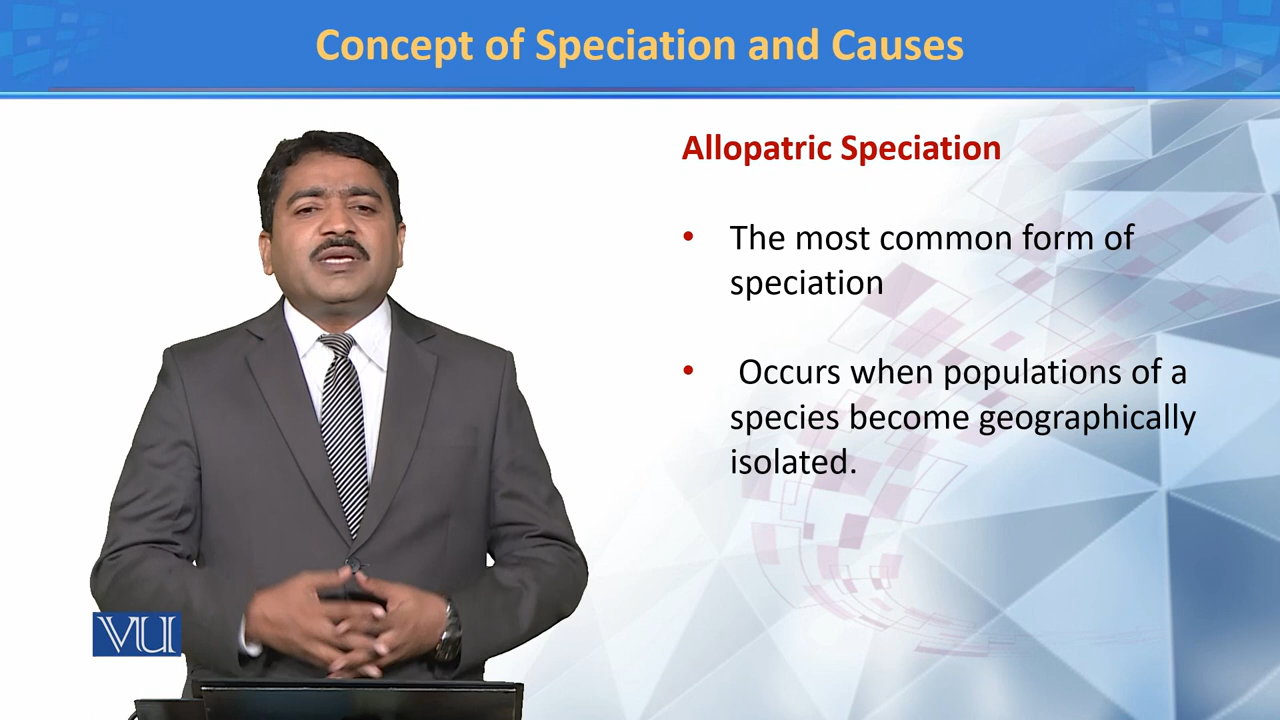 Concept of Speciation and Causes
Allopatric Speciation
• The most common form of
speciation
• Occurs when populations of a
species become geographically
isolated.
VU